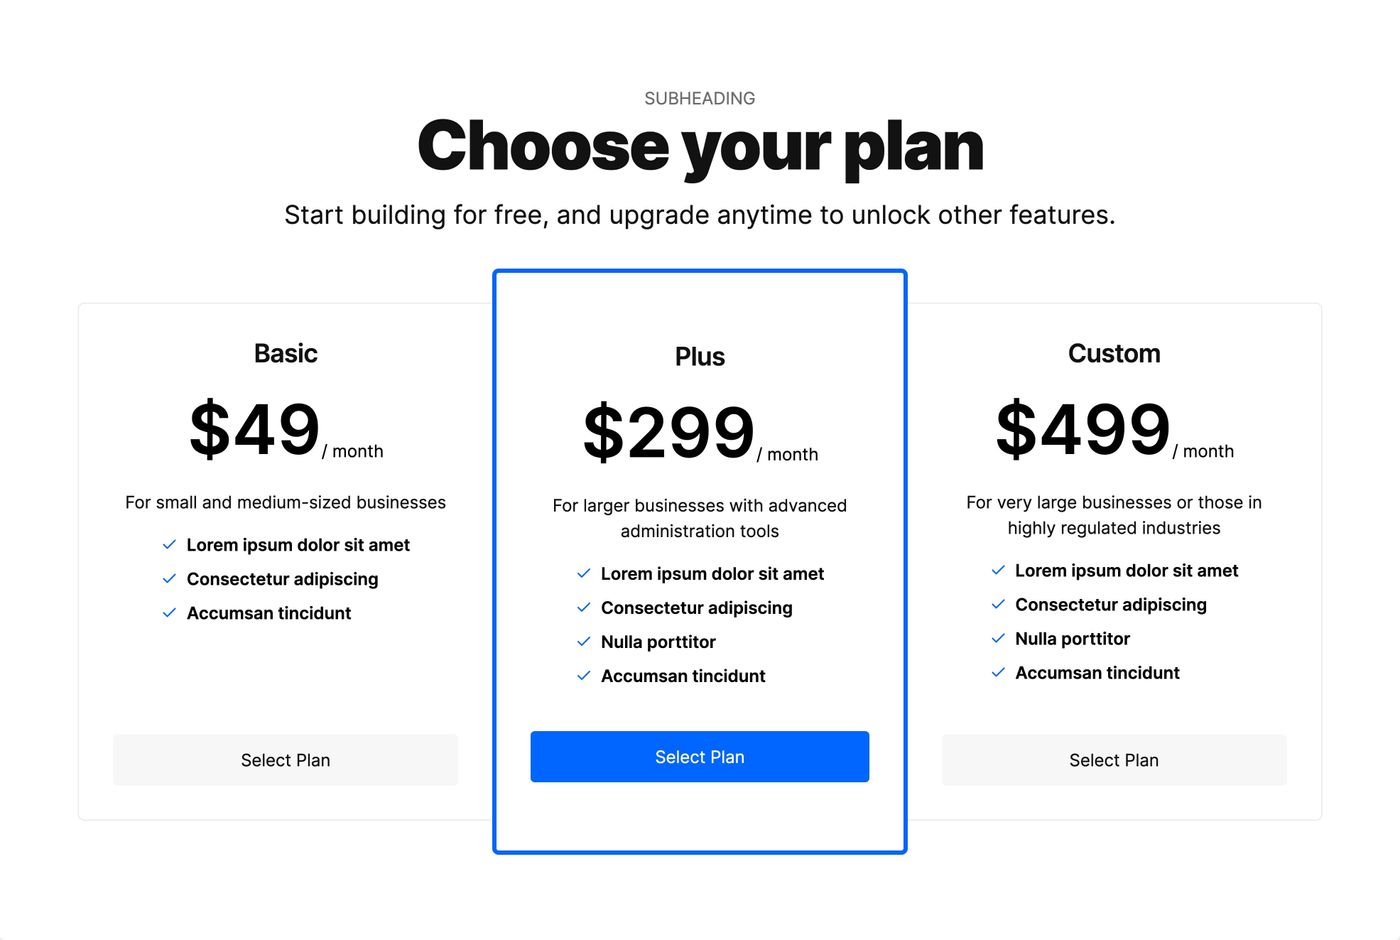 SUBHEADING
Choose your plan
Start building for free, and upgrade anytime to unlock other features.
Basic
$49 / month
For small and medium-sized businesses
Lorem ipsum dolor sit amet
Consectetur adipiscing
Accumsan tincidunt
Select Plan
Plus
$299 / month
For larger businesses with advanced
administration tools
Lorem ipsum dolor sit amet
Consectetur adipiscing
Nulla porttitor
Accumsan tincidunt
Select Plan
Custom
$499 / month
For very large businesses or those in
highly regulated industries
Lorem ipsum dolor sit amet
Consectetur adipiscing
Nulla porttitor
Accumsan tincidunt
Select Plan